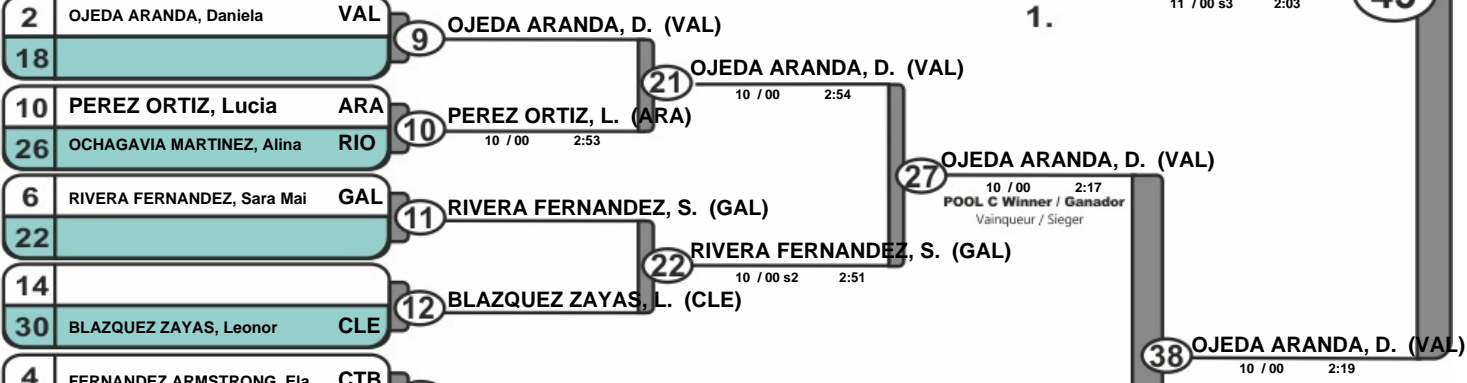 11 / 00 s3 2:03
1.
2 OJEDA ARANDA, Daniela VAL
18
9 OJEDA ARANDA, D. (VAL)
21 OJEDA ARANDA, D. (VAL)
10 / 00 2:54
10 PEREZ ORTIZ, Lucia ARA
26 OCHAGAVIA MARTINEZ, Alina RIO
10 PEREZ ORTIZ, L. (ARA)
10 / 00 2:53
27 OJEDA ARANDA, D. (VAL)
10 / 00 2:17
POOL C Winner / Ganador
Vainqueur / Sieger
6 RIVERA FERNANDEZ, Sara Mai GAL
22
11 RIVERA FERNANDEZ, S. (GAL)
22 RIVERA FERNANDEZ, S. (GAL)
10 / 00 s2 2:51
14
30 BLAZQUEZ ZAYAS, Leonor CLE
12 BLAZQUEZ ZAYAS, L. (CLE)
38 OJEDA ARANDA, D. (VAL)
10 / 00 2:19
4 FERNANDEZ ARMSTRONG, Ela CTB